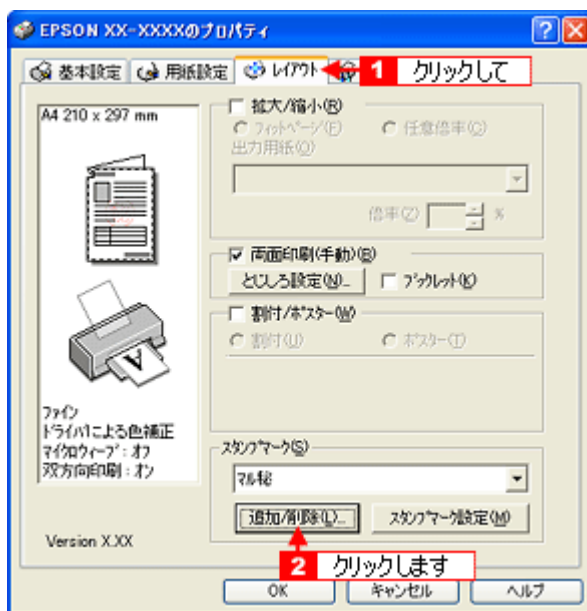 EPSON XX-XXXXのプロパティ
基本設定 用紙設定 レイアウト 1 クリックして
A4 210 x 297 mm
拡大/縮小(R)
フィットページ(F) 任意倍率(C)
出力用紙(O)
倍率(Z) %
両面印刷(手動)(B)
とじしろ設定(N)... ブックレット(K)
割付/ポスター(W)
割付(U) ポスター(T)
A
ファイン
ドライバによる色補正
マイクロウィーブ : オフ
双方向印刷 : オン
スタンプマーク(S)
マル秘
追加/削除(L)... スタンプマーク設定(M)
Version X.XX
2 クリックします
OK キャンセル ヘルプ